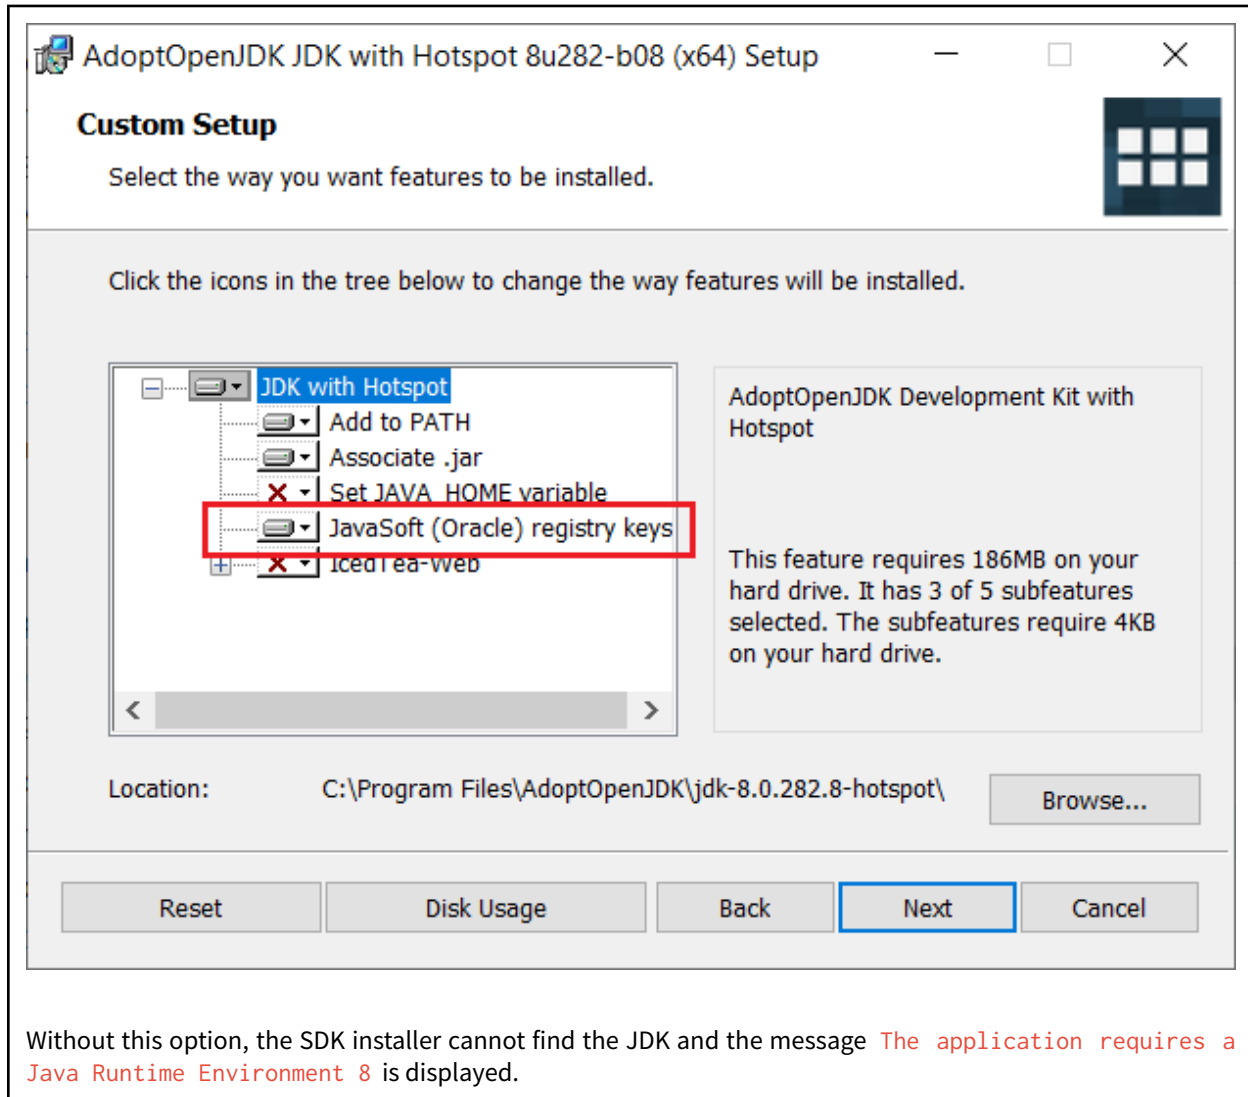 AdoptOpenJDK JDK with Hotspot 8u282-b08 (x64) Setup
Custom Setup
Select the way you want features to be installed.
Click the icons in the tree below to change the way features will be installed.
JDK with Hotspot
Add to PATH
Associate .jar
Set JAVA_HOME variable
JavaSoft (Oracle) registry keys
IcedTea-Web
AdoptOpenJDK Development Kit with
Hotspot
This feature requires 186MB on your
hard drive. It has 3 of 5 subfeatures
selected. The subfeatures require 4KB
on your hard drive.
Location: C:\Program Files\AdoptOpenJDK\jdk-8.0.282.8-hotspot\ Browse...
Reset Disk Usage Back Next Cancel
Without this option, the SDK installer cannot find the JDK and the message The application requires a
Java Runtime Environment 8 is displayed.